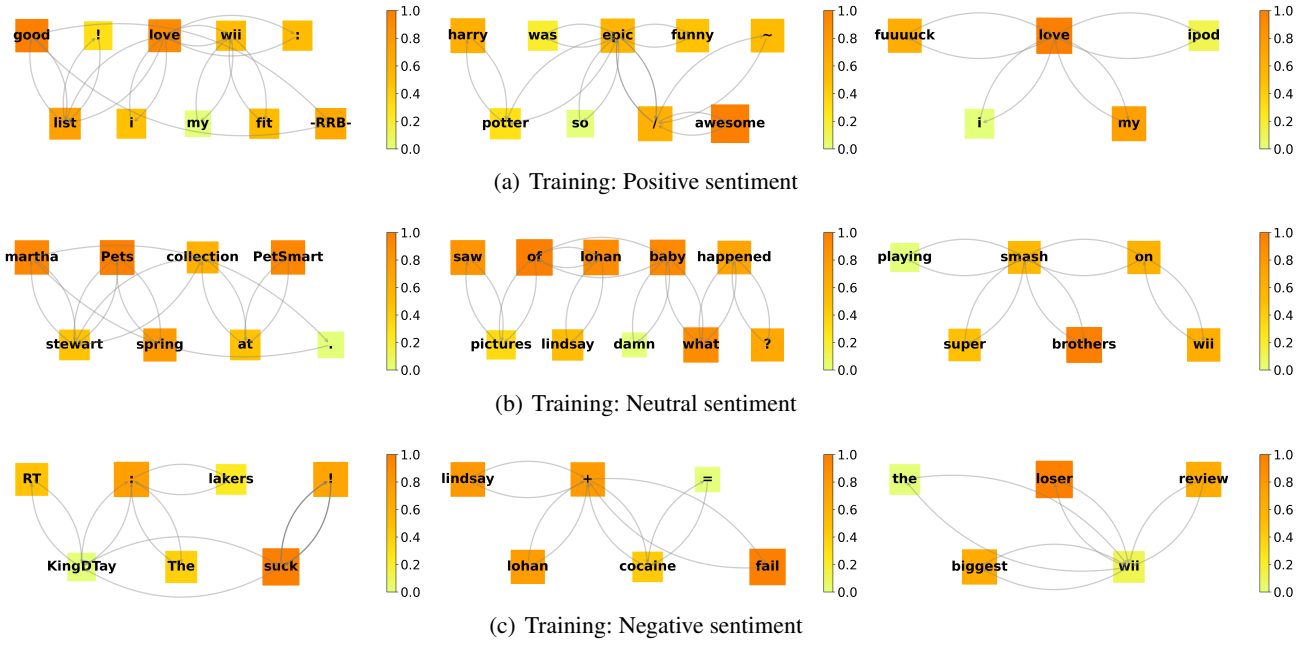 good ! love wii : 1.0 harry was epic funny ~ 1.0 fuuuuck love ipod 1.0
0.8 0.8 0.8
0.6 0.6 0.6
0.4 0.4 0.4
list i my fit -RRB- 0.2 potter so / awesome 0.2 i my 0.2
0.0 0.0 0.0
(a) Training: Positive sentiment
martha Pets collection PetSmart 1.0 saw of lohan baby happened 1.0 playing smash on 1.0
0.8 0.8 0.8
0.6 0.6 0.6
0.4 0.4 0.4
stewart spring at . 0.2 pictures lindsay damn what ? 0.2 super brothers wii 0.2
0.0 0.0 0.0
(b) Training: Neutral sentiment
RT : lakers ! 1.0 lindsay + = 1.0 the loser review 1.0
0.8 0.8 0.8
0.6 0.6 0.6
0.4 0.4 0.4
KingDTay The suck 0.2 lohan cocaine fail 0.2 biggest wii 0.2
0.0 0.0 0.0
(c) Training: Negative sentiment